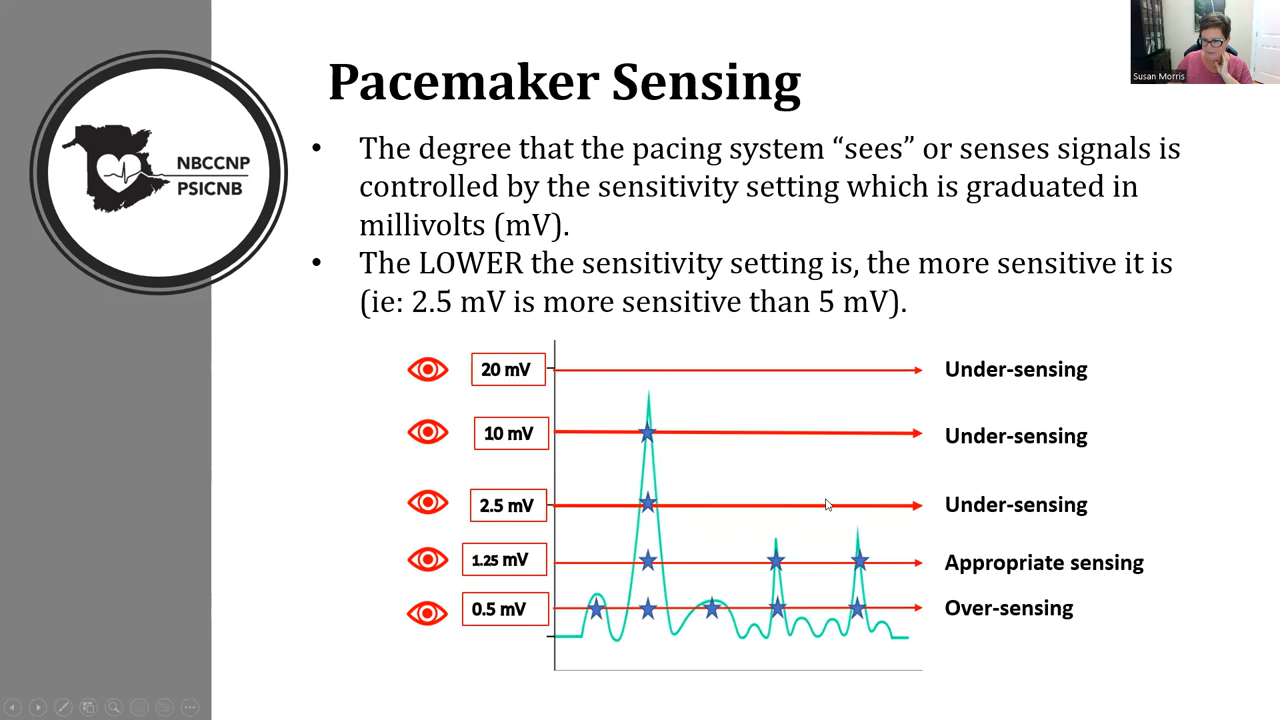 Susan Morris
Pacemaker Sensing
NBCCNP
PSICNB
• The degree that the pacing system “sees” or senses signals is
controlled by the sensitivity setting which is graduated in
millivolts (mV).
• The LOWER the sensitivity setting is, the more sensitive it is
(ie: 2.5 mV is more sensitive than 5 mV).
20 mV Under-sensing
10 mV Under-sensing
2.5 mV Under-sensing
1.25 mV Appropriate sensing
0.5 mV Over-sensing